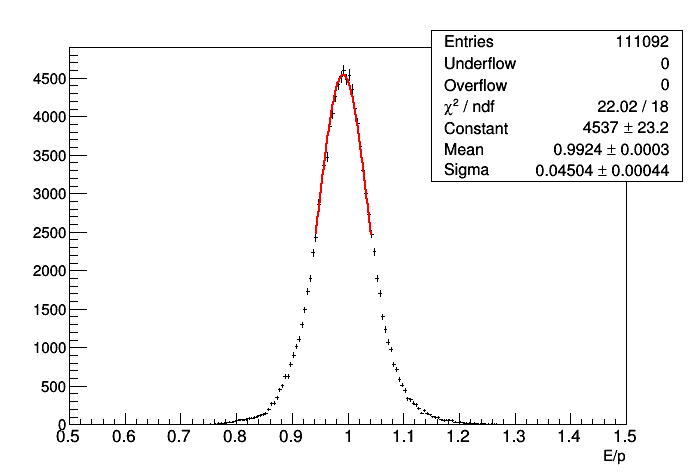 Entries 111092
Underflow 0
Overflow 0
χ² / ndf 22.02 / 18
Constant 4537 ± 23.2
Mean 0.9924 ± 0.0003
Sigma 0.04504 ± 0.00044
4500
4000
3500
3000
2500
2000
1500
1000
500
0
0.5 0.6 0.7 0.8 0.9 1 1.1 1.2 1.3 1.4 1.5
E/p